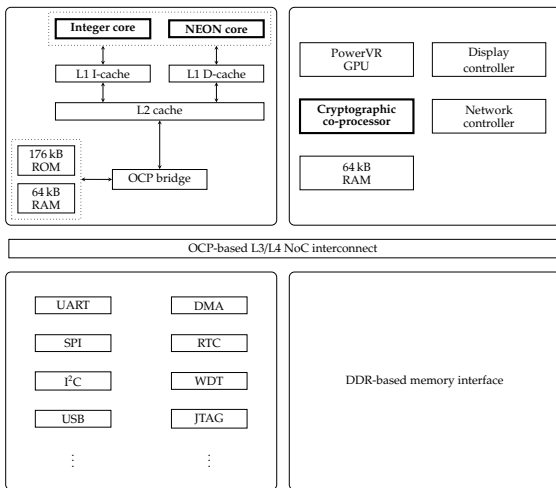 Integer core
NEON core
L1 I-cache
L1 D-cache
L2 cache
176 kB
ROM
64 kB
RAM
OCP bridge
PowerVR
GPU
Display
controller
Cryptographic
co-processor
Network
controller
64 kB
RAM
OCP-based L3/L4 NoC interconnect
UART
DMA
SPI
RTC
I²C
WDT
USB
JTAG
⋮
⋮
DDR-based memory interface